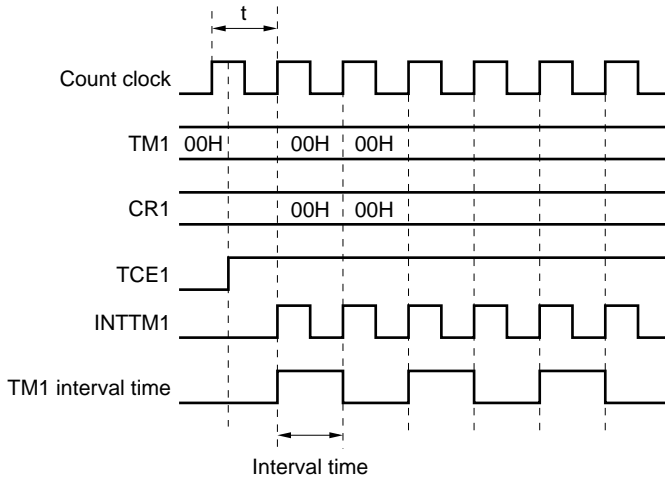 t
Count clock
TM1 00H 00H 00H
CR1 00H 00H
TCE1
INTTM1
TM1 interval time
Interval time